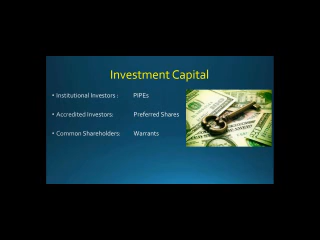 Investment Capital
• Institutional Investors : PIPEs
• Accredited Investors: Preferred Shares
• Common Shareholders: Warrants